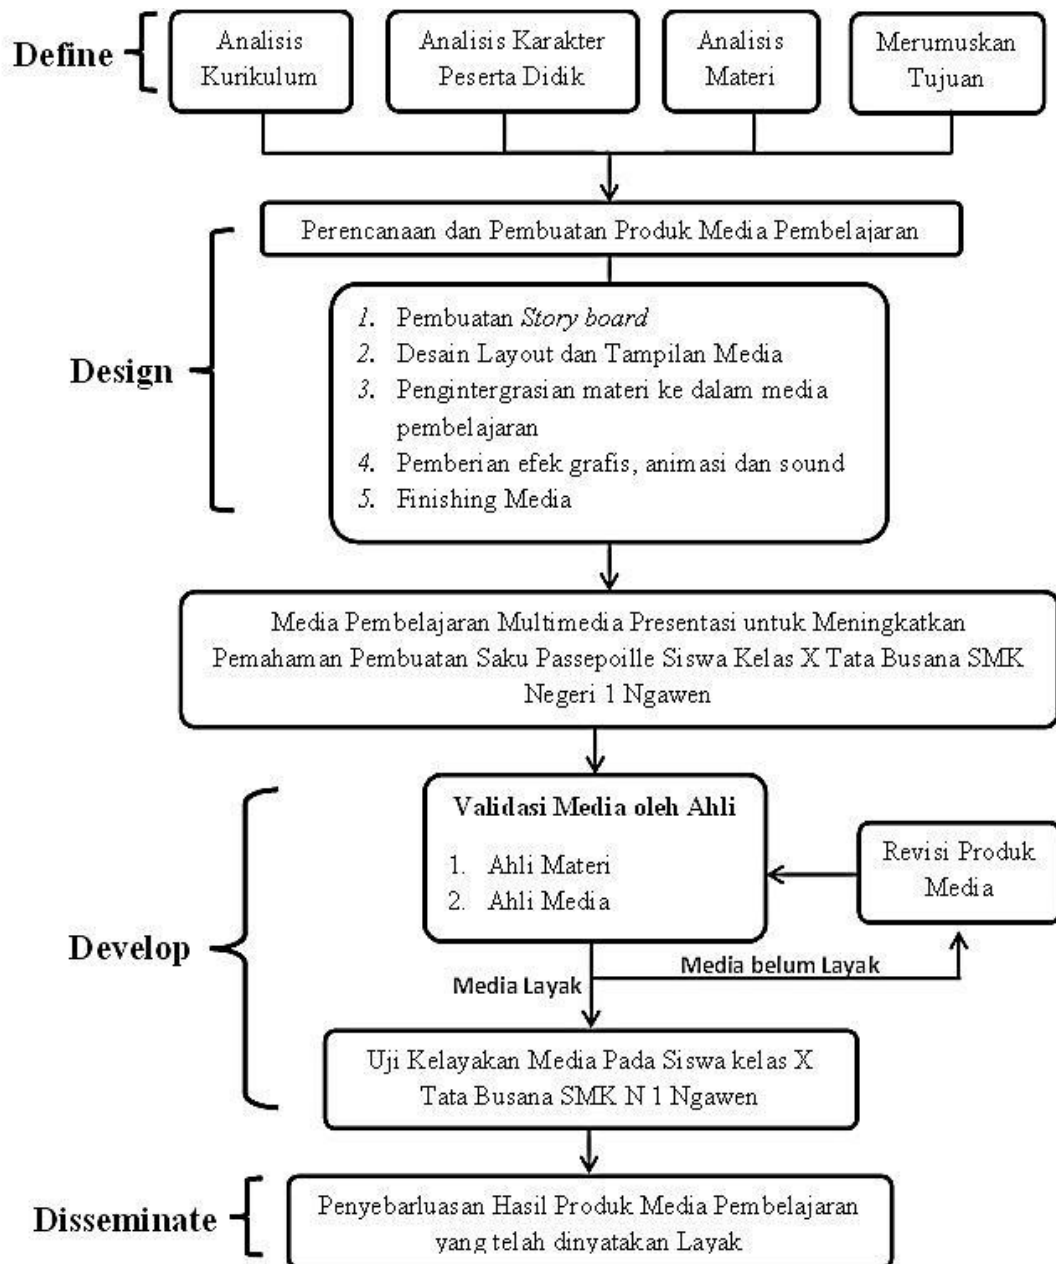 Define
Analisis
Kurikulum
Analisis Karakter
Peserta Didik
Analisis
Materi
Merumuskan
Tujuan
Perencanaan dan Pembuatan Produk Media Pembelajaran
Design
1. Pembuatan Story board
2. Desain Layout dan Tampilan Media
3. Pengintergrasian materi ke dalam media
pembelajaran
4. Pemberian efek grafis, animasi dan sound
5. Finishing Media
Media Pembelajaran Multimedia Presentasi untuk Meningkatkan
Pemahaman Pembuatan Saku Passepoille Siswa Kelas X Tata Busana SMK
Negeri 1 Ngawen
Develop
Validasi Media oleh Ahli
1. Ahli Materi
2. Ahli Media
Revisi Produk
Media
Media belum Layak
Media Layak
Uji Kelayakan Media Pada Siswa kelas X
Tata Busana SMK N 1 Ngawen
Disseminate
Penyebarluasan Hasil Produk Media Pembelajaran
yang telah dinyatakan Layak